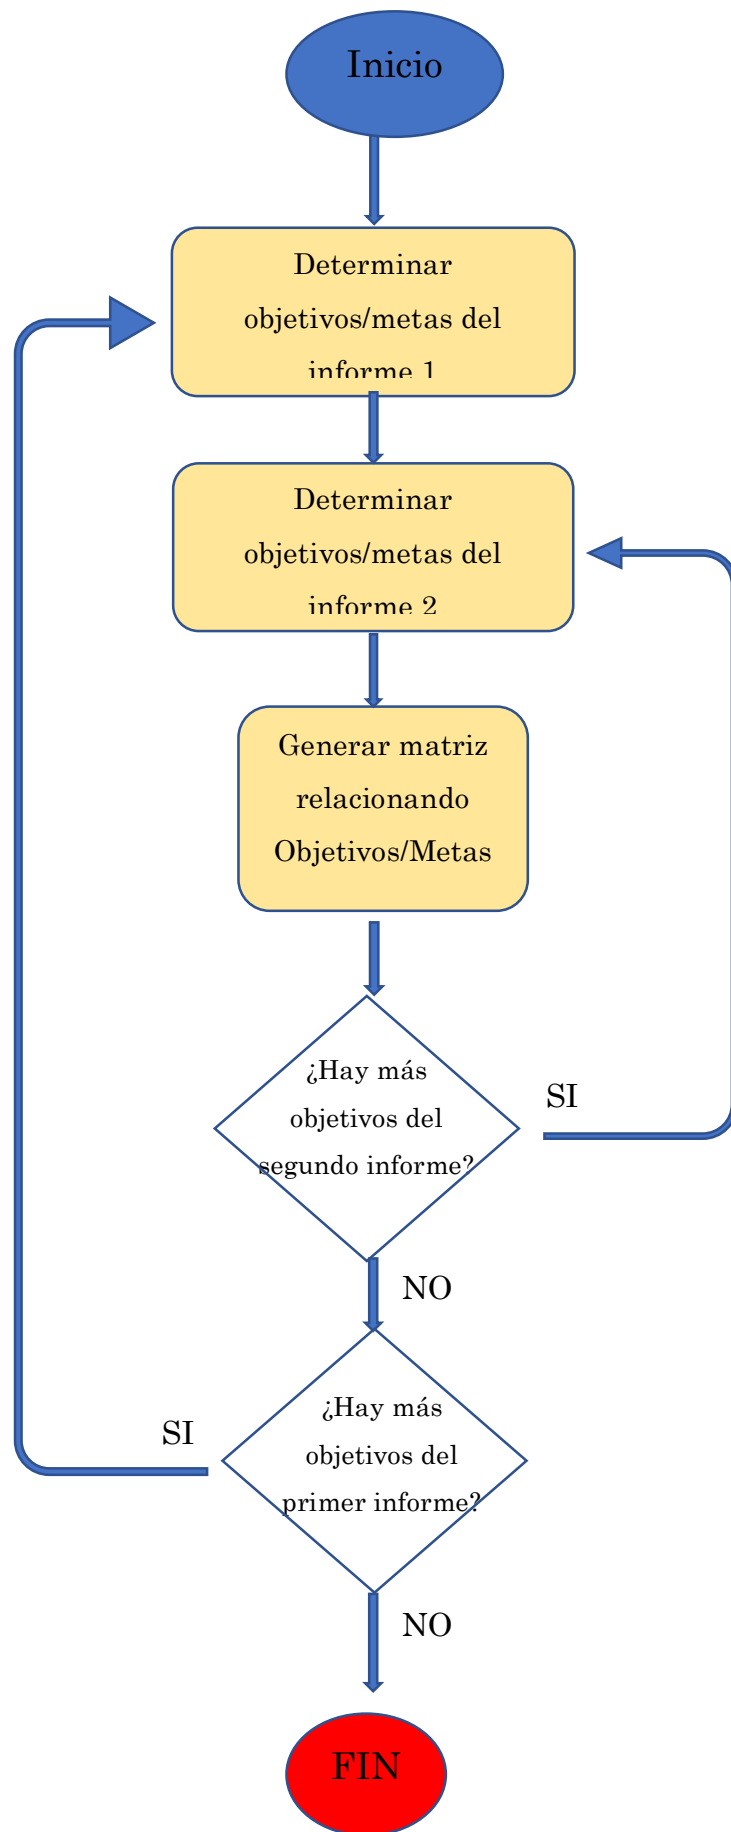 Inicio
Determinar
objetivos/metas del
informe 1
Determinar
objetivos/metas del
informe 2
Generar matriz
relacionando
Objetivos/Metas
¿Hay más
objetivos del
segundo informe?
SI
NO
¿Hay más
objetivos del
primer informe?
SI
NO
FIN